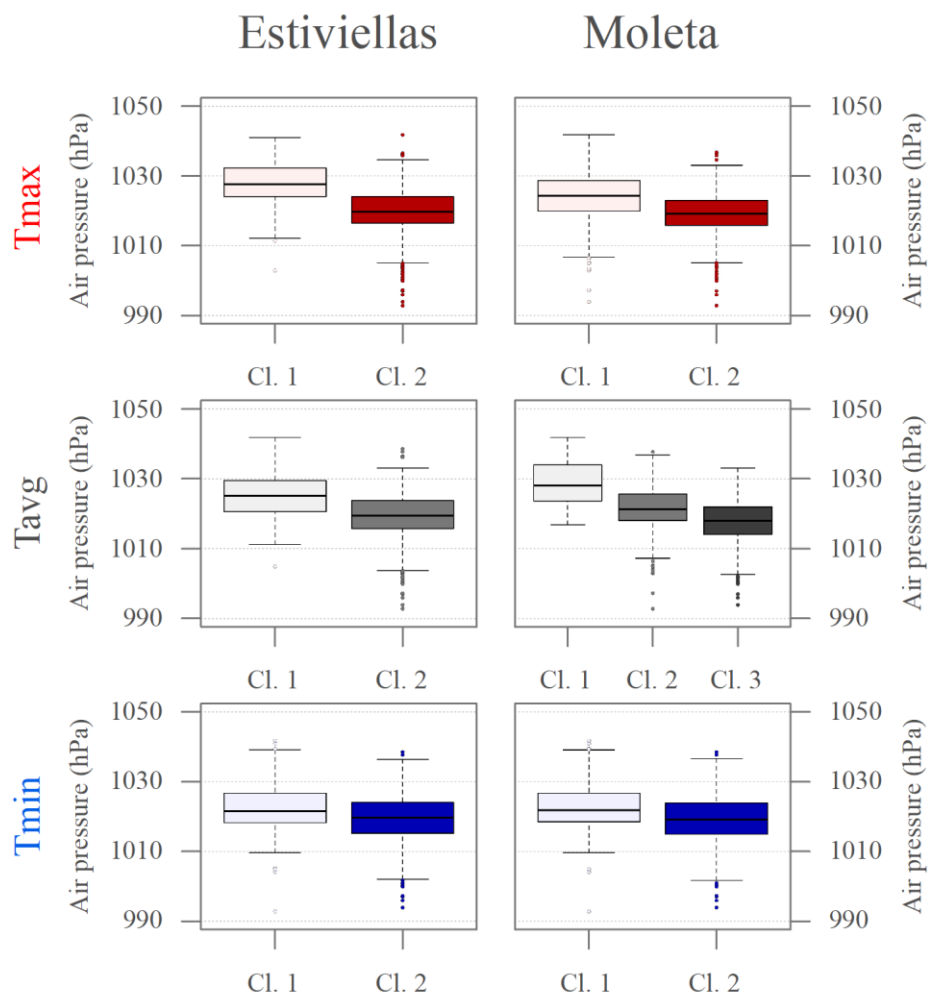 Estiviellas Moleta
Tmax
Air pressure (hPa)
1050
1030
1010
990
Cl. 1 Cl. 2
Cl. 1 Cl. 2
1050
1030
1010
990
Air pressure (hPa)
Tavg
Air pressure (hPa)
1050
1030
1010
990
Cl. 1 Cl. 2
Cl. 1 Cl. 2 Cl. 3
1050
1030
1010
990
Air pressure (hPa)
Tmin
Air pressure (hPa)
1050
1030
1010
990
Cl. 1 Cl. 2
Cl. 1 Cl. 2
1050
1030
1010
990
Air pressure (hPa)